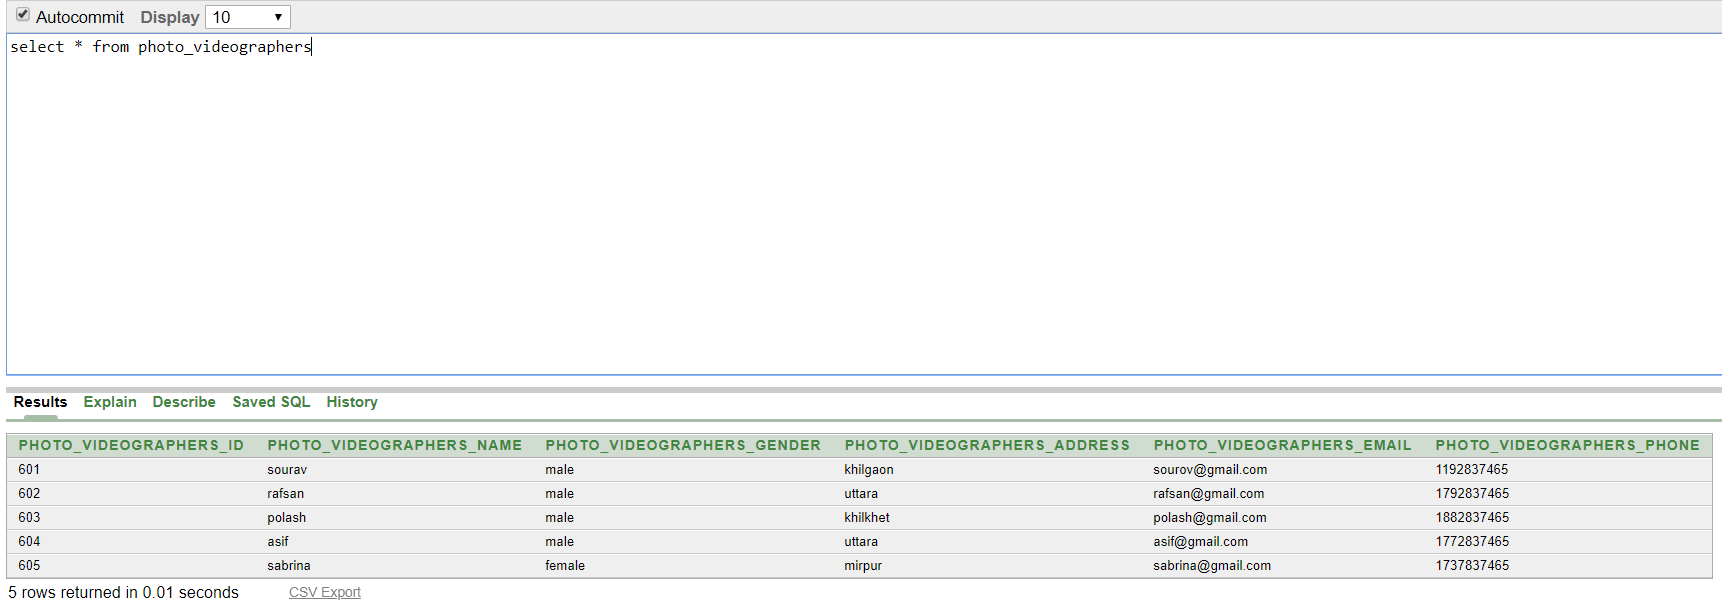 Autocommit Display 10
select * from photo_videographers
Results Explain Describe Saved SQL History
PHOTO_VIDEOGRAPHERS_ID PHOTO_VIDEOGRAPHERS_NAME PHOTO_VIDEOGRAPHERS_GENDER PHOTO_VIDEOGRAPHERS_ADDRESS PHOTO_VIDEOGRAPHERS_EMAIL PHOTO_VIDEOGRAPHERS_PHONE
601 sourav male khilgaon sourov@gmail.com 1192837465
602 rafsan male uttara rafsan@gmail.com 1792837465
603 polash male khilkhet polash@gmail.com 1882837465
604 asif male uttara asif@gmail.com 1772837465
605 sabrina female mirpur sabrina@gmail.com 1737837465
5 rows returned in 0.01 seconds CSV Export